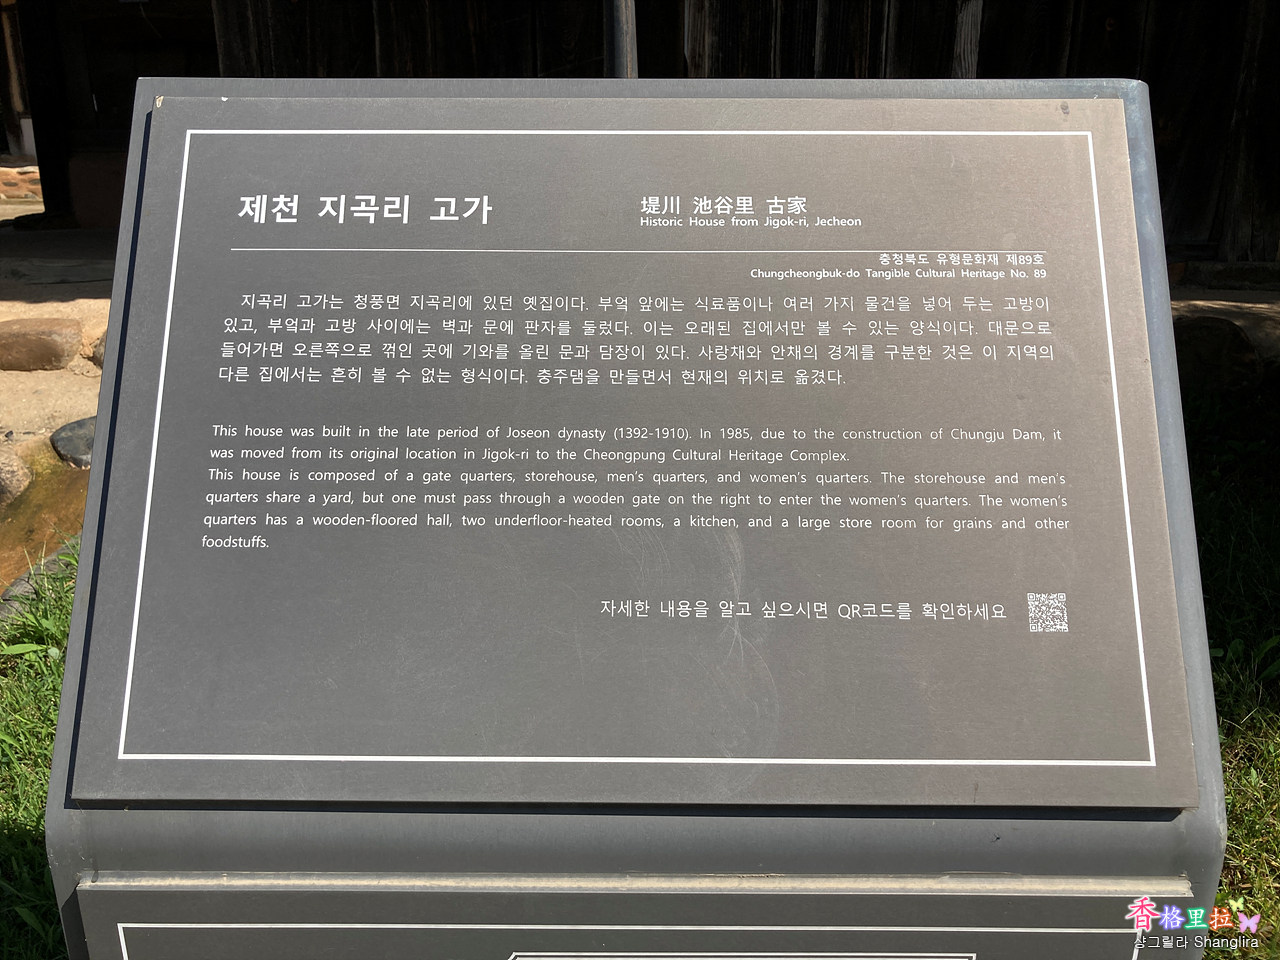 제천 지곡리 고가
堤川 池谷里 古家
Historic House from Jigok-ri, Jecheon
충청북도 유형문화재 제89호
Chungcheongbuk-do Tangible Cultural Heritage No. 89
지곡리 고가는 청풍면 지곡리에 있던 옛집이다. 부엌 앞에는 식료품이나 여러 가지 물건을 넣어 두는 고방이
있고, 부엌과 고방 사이에는 벽과 문에 판자를 둘렀다. 이는 오래된 집에서만 볼 수 있는 양식이다. 대문으로
들어가면 오른쪽으로 꺾인 곳에 기와를 올린 문과 담장이 있다. 사랑채와 안채의 경계를 구분한 것은 이 지역의
다른 집에서는 흔히 볼 수 없는 형식이다. 충주댐을 만들면서 현재의 위치로 옮겼다.
This house was built in the late period of Joseon dynasty (1392-1910). In 1985, due to the construction of Chungju Dam, it
was moved from its original location in Jigok-ri to the Cheongpung Cultural Heritage Complex.
This house is composed of a gate quarters, storehouse, men's quarters, and women's quarters. The storehouse and men's
quarters share a yard, but one must pass through a wooden gate on the right to enter the women's quarters. The women's
quarters has a wooden-floored hall, two underfloor-heated rooms, a kitchen, and a large store room for grains and other
foodstuffs.
자세한 내용을 알고 싶으시면 QR코드를 확인하세요
香格里拉
샹그릴라 Shanglira